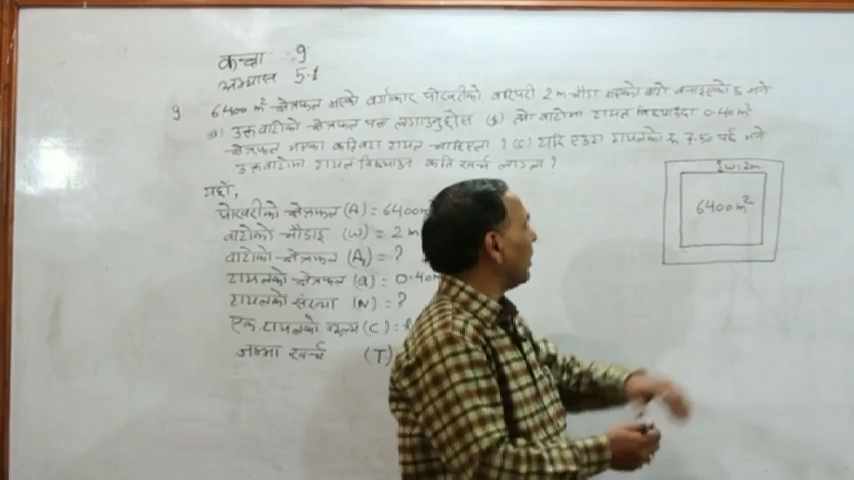 कक्षा : 9
अभ्यास 5.1
9 6400 m² क्षेत्रफल भएको वर्गाकार पोखरीको वरिपरी 2 m चौडा भएको बाटो बनाइएको छ भने
(a) उक्त बाटोको क्षेत्रफल पत्ता लगाउनुहोस (b) सो बाटोमा टायल बिछ्याउँदा 0.40 m²
क्षेत्रफल भएका कतिवटा टायल चाहिएला ? (c) यदि एउटा टायलको रु 7.50 पर्छ भने
उक्त बाटोमा टायल बिछ्याउन कति खर्च लाग्ला ?
यहाँ,
पोखरीको क्षेत्रफल (A) = 6400 m
बाटोको चौडाइ (W) = 2 m
बाटोको क्षेत्रफल (A₁) = ?
टायलको क्षेत्रफल (a) = 0.40
टायलको संख्या (N) = ?
एक टायलको मूल्य (C) =
जम्मा खर्च (T)
W = 2m
6400 m²